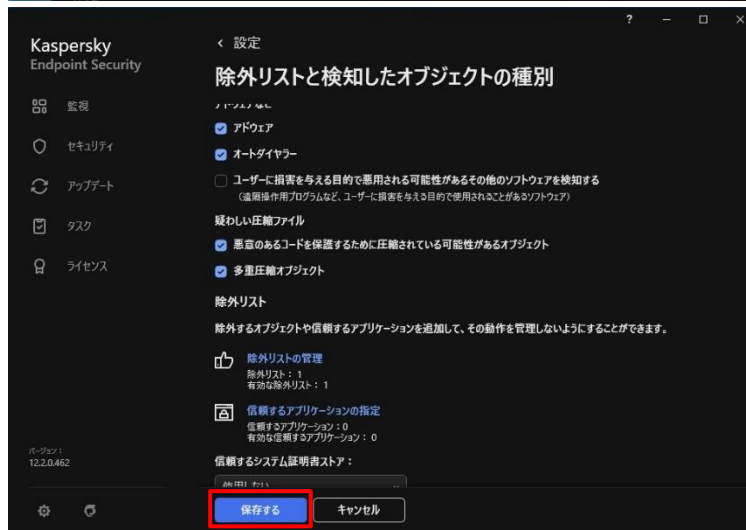 Kaspersky
Endpoint Security
監視
セキュリティ
アップデート
タスク
ライセンス
バージョン：
12.2.0.462
? － □ ×
< 設定
除外リストと検知したオブジェクトの種別
アドウェア
オートダイヤラー
ユーザーに損害を与える目的で悪用される可能性があるその他のソフトウェアを検知する
（遠隔操作用プログラムなど、ユーザーに損害を与える目的で使用されることがあるソフトウェア）
疑わしい圧縮ファイル
悪意のあるコードを保護するために圧縮されている可能性があるオブジェクト
多重圧縮オブジェクト
除外リスト
除外するオブジェクトや信頼するアプリケーションを追加して、その動作を管理しないようにすることができます。
除外リストの管理
除外リスト： 1
有効な除外リスト： 1
信頼するアプリケーションの指定
信頼するアプリケーション：0
有効な信頼するアプリケーション： 0
信頼するシステム証明書ストア：
使用しない
保存する
キャンセル